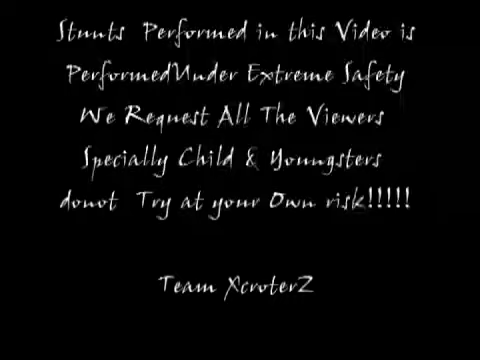 Stunts Performed in this Video is
PerformedUnder Extreme Safety
We Request All The Viewers
Specially Child & Youngsters
donot Try at your Own risk!!!!!
Team XcroterZ